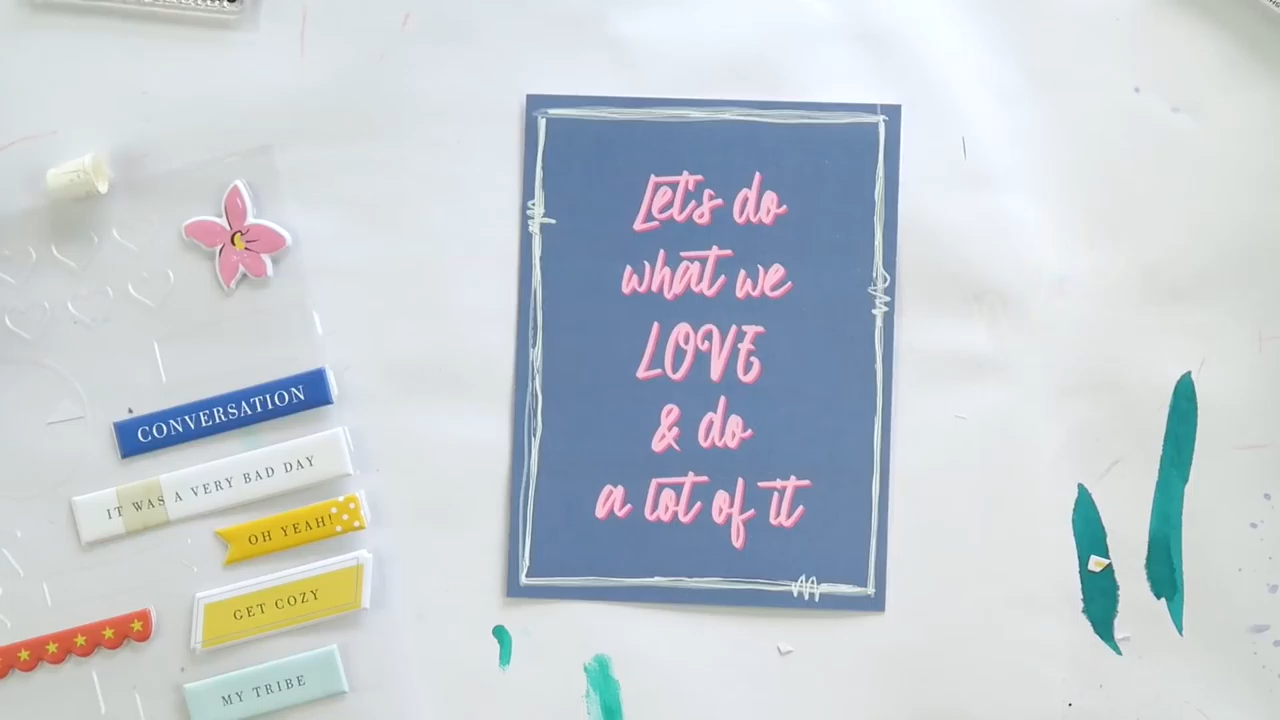 Let's do
what we
LOVE
& do
a lot of it
CONVERSATION
IT WAS A VERY BAD DAY
OH YEAH!
GET COZY
MY TRIBE